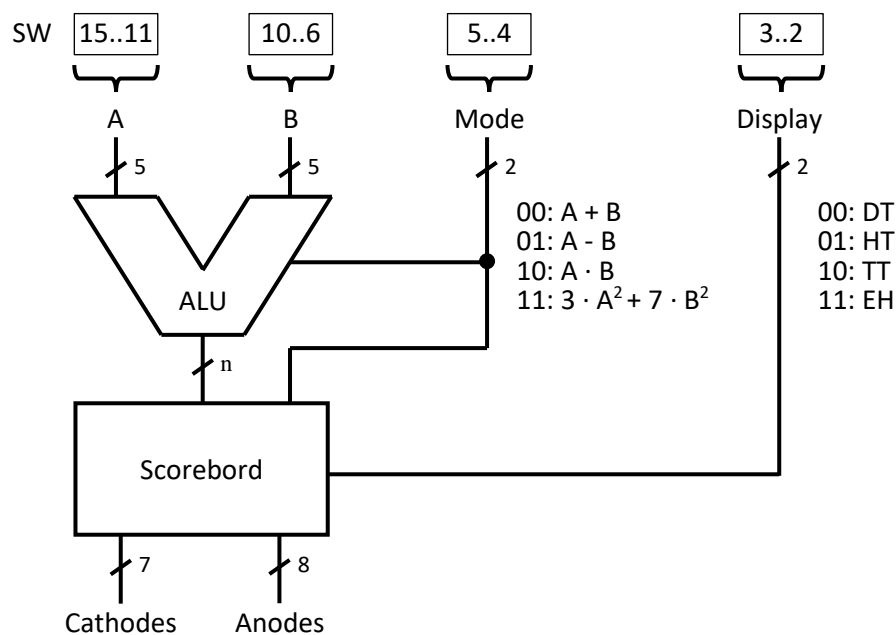 SW 15..11 10..6 5..4 3..2
A B Mode Display
5 5 2 2
00: A + B
01: A - B
10: A · B
11: 3 · A² + 7 · B²
00: DT
01: HT
10: TT
11: EH
ALU
n
Scorebord
7 8
Cathodes Anodes